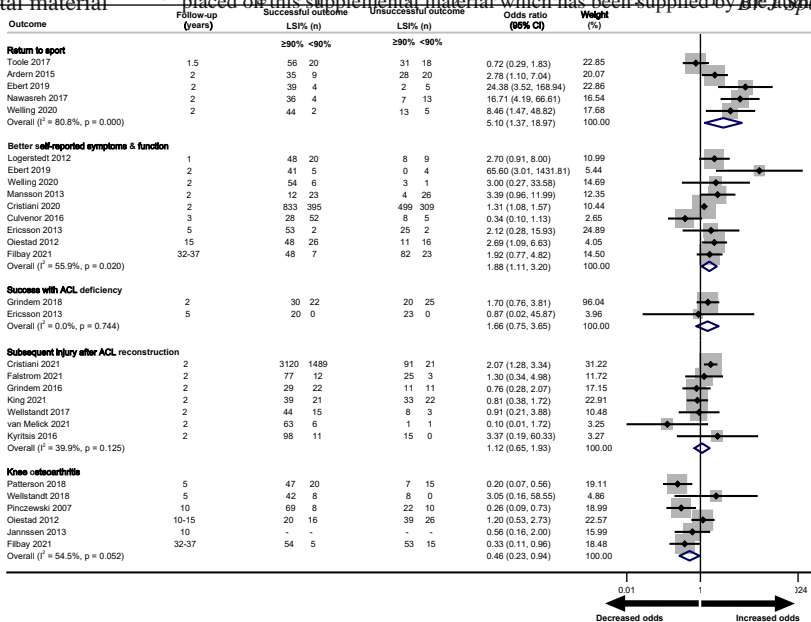 tal material placed on this supplemental material which has been supplied by the
Outcome Follow-up (years) Successful outcome LSI% (n) Unsuccessful outcome LSI% (n) Odds ratio (95% CI) Weight (%)
≥90% <90% ≥90% <90%
Return to sport
Toole 2017 1.5 56 20 31 18 0.72 (0.29, 1.83) 22.85
Ardern 2015 2 35 9 28 20 2.78 (1.10, 7.04) 20.07
Ebert 2019 2 39 4 2 5 24.38 (3.52, 168.94) 22.86
Nawasreh 2017 2 36 4 7 13 16.71 (4.19, 66.61) 16.54
Welling 2020 2 44 2 13 5 8.46 (1.47, 48.82) 17.68
Overall (I² = 80.8%, p = 0.000) 5.10 (1.37, 18.97) 100.00
Better self-reported symptoms & function
Logerstedt 2012 1 48 20 8 9 2.70 (0.91, 8.00) 10.99
Ebert 2019 2 41 5 0 4 65.60 (3.01, 1431.81) 5.44
Welling 2020 2 54 6 3 1 3.00 (0.27, 33.58) 14.69
Mansson 2013 2 12 23 4 26 3.39 (0.96, 11.99) 12.35
Cristiani 2020 2 833 395 499 309 1.31 (1.08, 1.57) 10.44
Culvenor 2016 3 28 52 8 5 0.34 (0.10, 1.13) 2.65
Ericsson 2013 5 53 2 25 2 2.12 (0.28, 15.93) 24.89
Oiestad 2012 15 48 26 11 16 2.69 (1.09, 6.63) 4.05
Filbay 2021 32-37 48 7 82 23 1.92 (0.77, 4.82) 14.50
Overall (I² = 55.9%, p = 0.020) 1.88 (1.11, 3.20) 100.00
Success with ACL deficiency
Grindem 2018 2 30 22 20 25 1.70 (0.76, 3.81) 96.04
Ericsson 2013 5 20 0 23 0 0.87 (0.02, 45.87) 3.96
Overall (I² = 0.0%, p = 0.744) 1.66 (0.75, 3.65) 100.00
Subsequent injury after ACL reconstruction
Cristiani 2021 2 3120 1489 91 21 2.07 (1.28, 3.34) 31.22
Falstrom 2021 2 77 12 25 3 1.30 (0.34, 4.98) 11.72
Grindem 2016 2 29 22 11 11 0.76 (0.28, 2.07) 17.15
King 2021 2 39 21 33 22 0.81 (0.38, 1.72) 22.91
Wellstandt 2017 2 44 15 8 3 0.91 (0.21, 3.88) 10.48
van Melick 2021 2 63 6 1 1 0.10 (0.01, 1.72) 3.25
Kyritsis 2016 2 98 11 15 0 3.37 (0.19, 60.33) 3.27
Overall (I² = 39.9%, p = 0.125) 1.12 (0.65, 1.93) 100.00
Knee osteoarthritis
Patterson 2018 5 47 20 7 15 0.20 (0.07, 0.56) 19.11
Wellstandt 2018 5 42 8 8 0 3.05 (0.16, 58.55) 4.86
Pinczewski 2007 10 69 8 22 10 0.26 (0.09, 0.73) 18.99
Oiestad 2012 10-15 20 16 39 26 1.20 (0.53, 2.73) 22.57
Jannssen 2013 10 - - - - 0.56 (0.16, 2.00) 15.99
Filbay 2021 32-37 54 5 53 15 0.33 (0.11, 0.96) 18.48
Overall (I² = 54.5%, p = 0.052) 0.46 (0.23, 0.94) 100.00
0.01 1 024
Decreased odds Increased odds